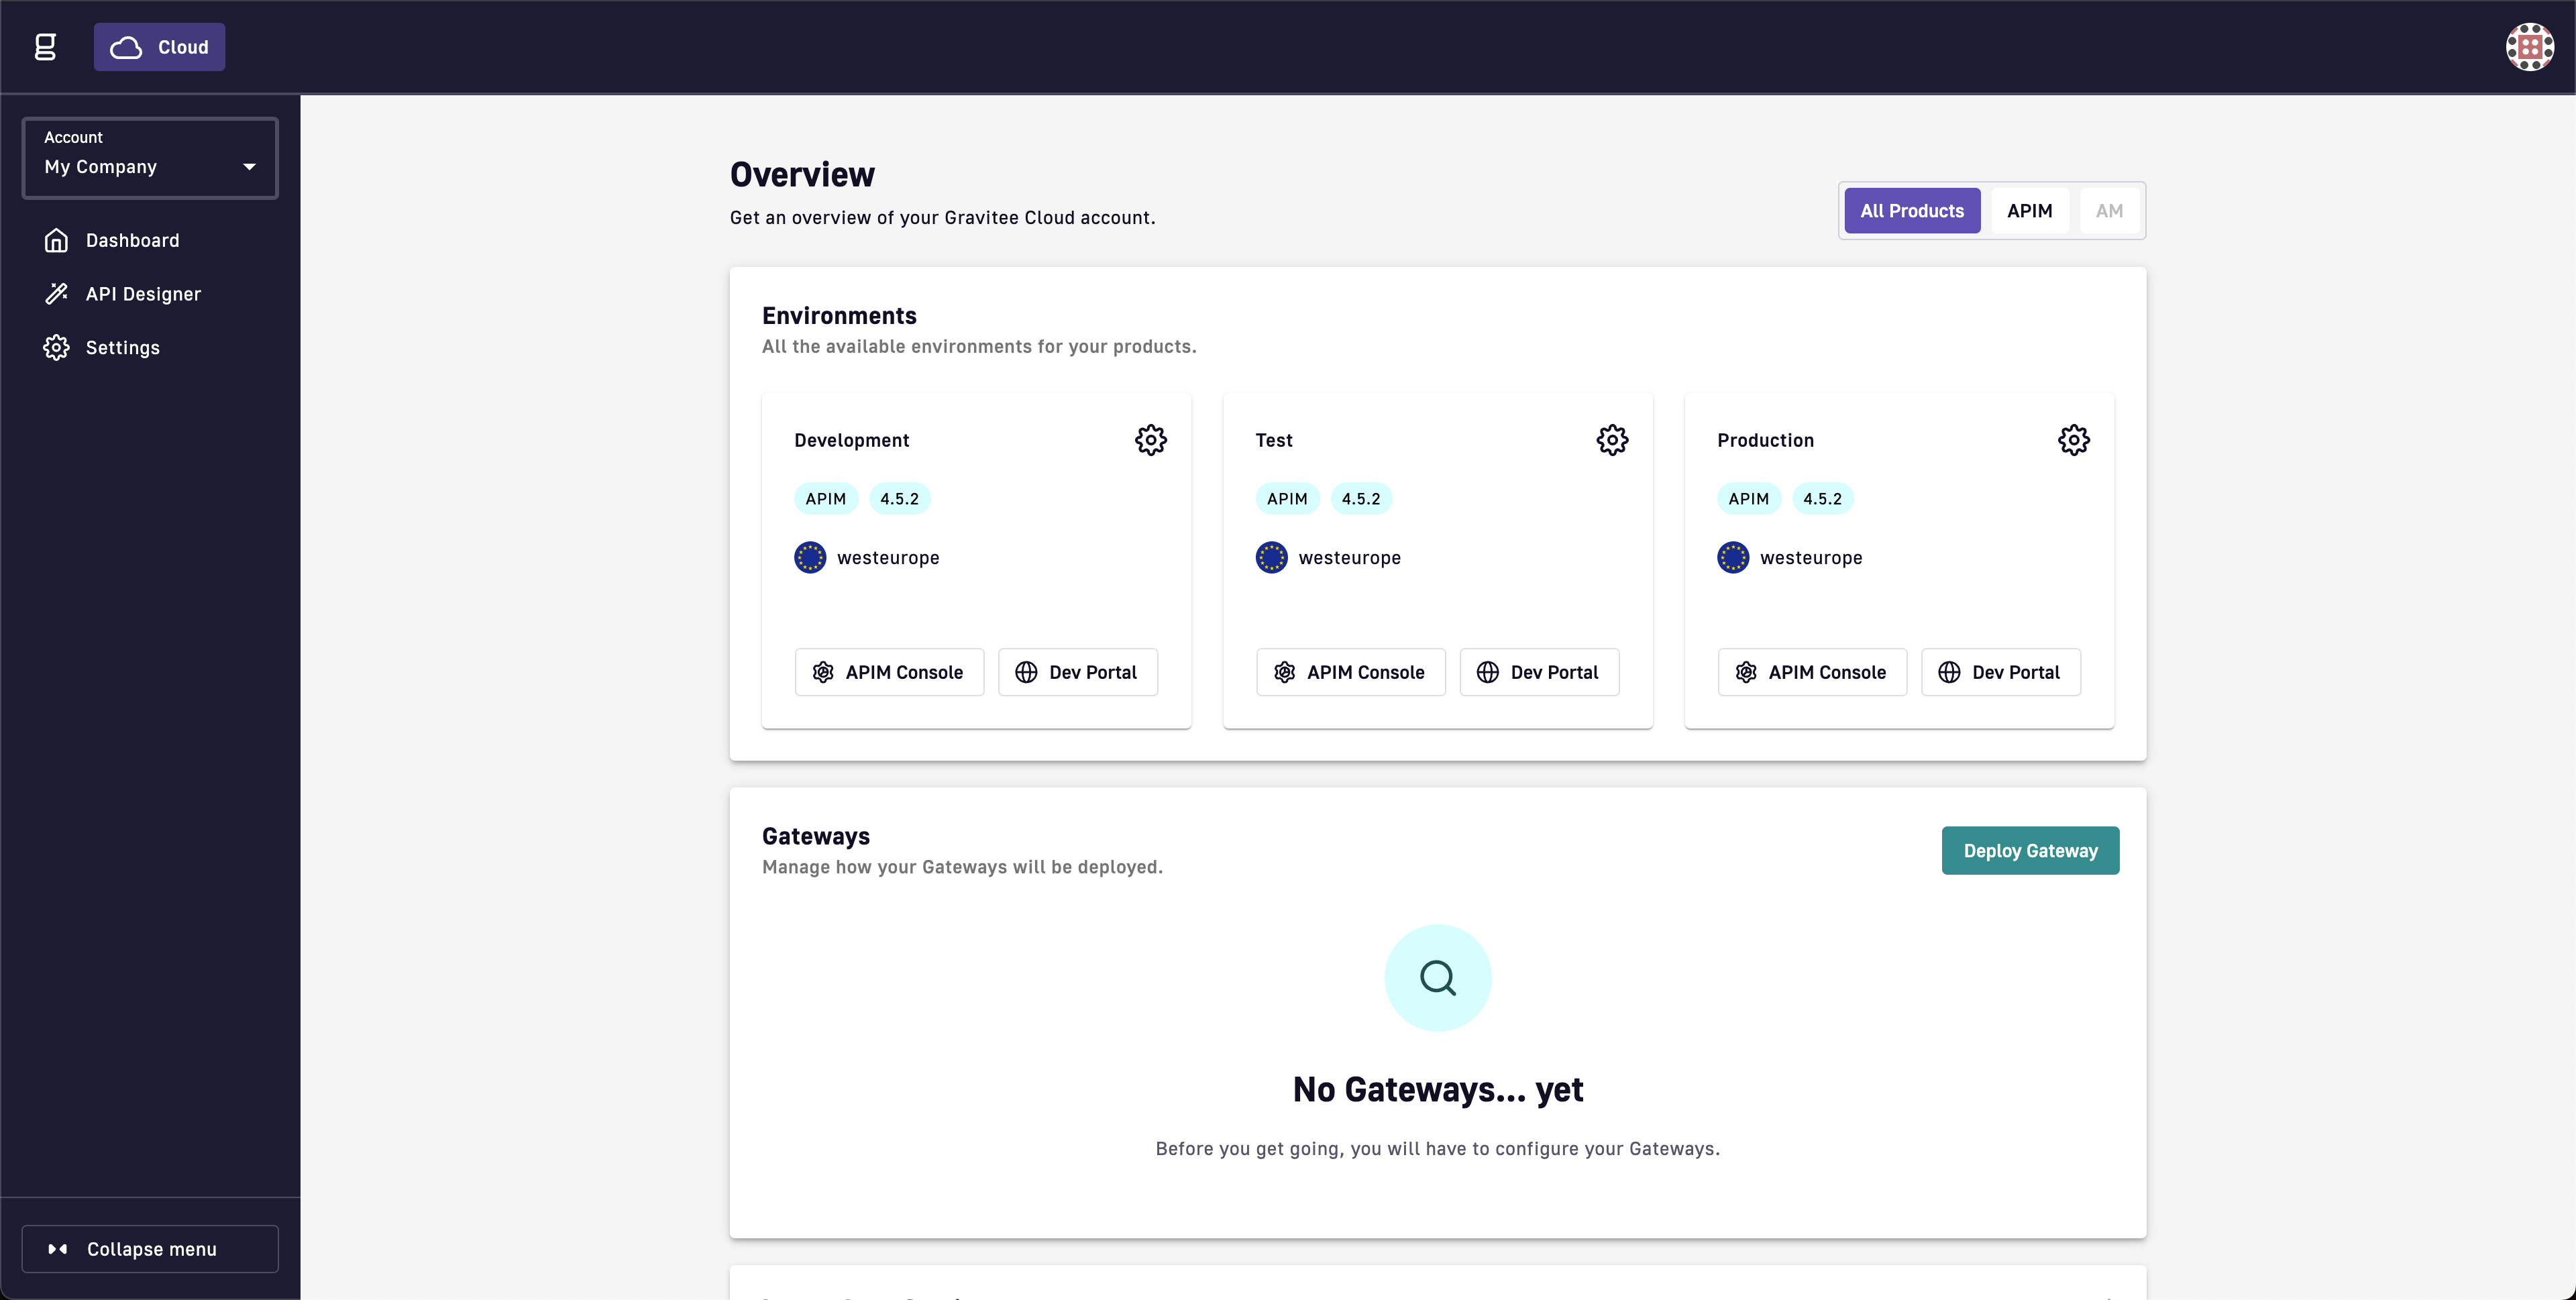 g
Cloud
Account
My Company
Dashboard
API Designer
Settings
Collapse menu
Overview
Get an overview of your Gravitee Cloud account.
All Products
APIM
AM
Environments
All the available environments for your products.
Development
APIM
4.5.2
westeurope
APIM Console
Dev Portal
Test
APIM
4.5.2
westeurope
APIM Console
Dev Portal
Production
APIM
4.5.2
westeurope
APIM Console
Dev Portal
Gateways
Manage how your Gateways will be deployed.
Deploy Gateway
No Gateways... yet
Before you get going, you will have to configure your Gateways.